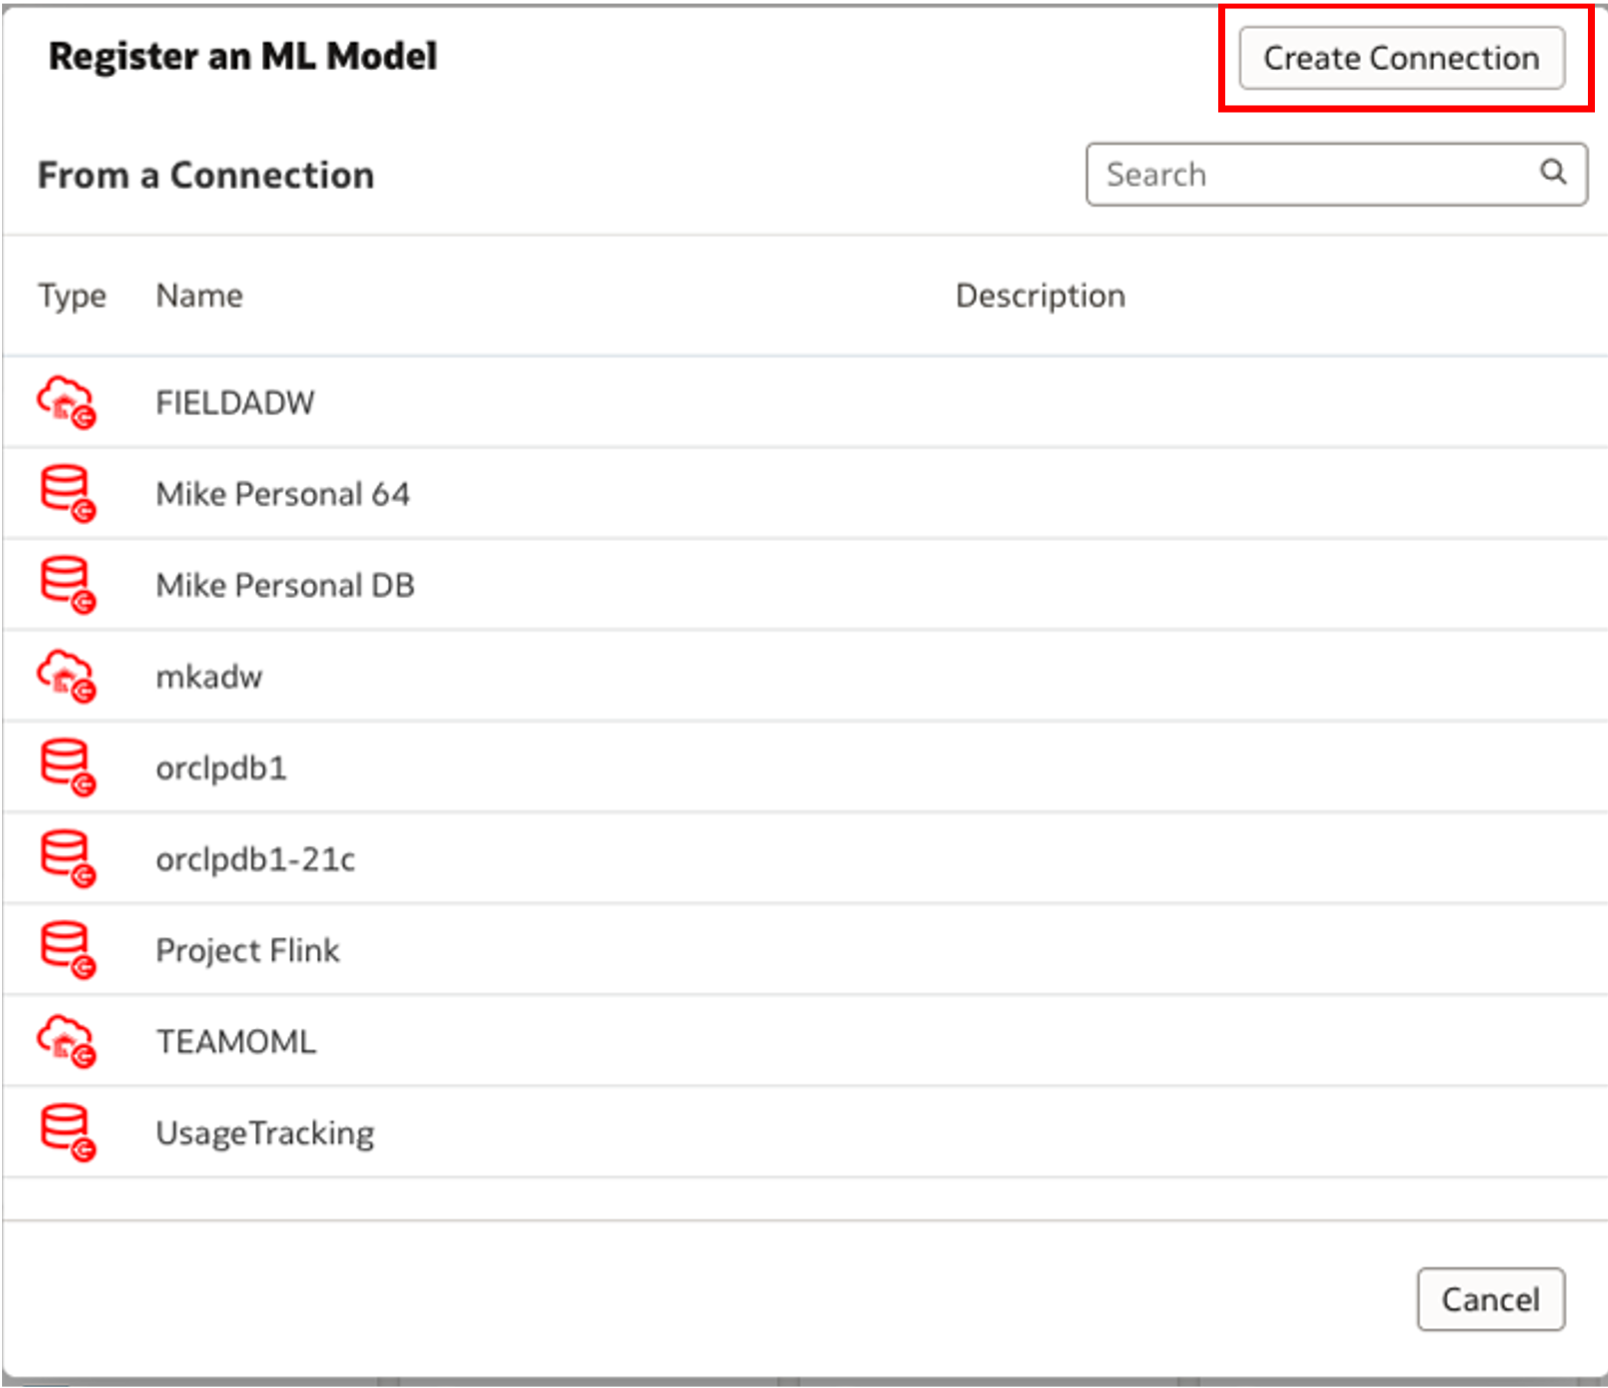 Register an ML Model Create Connection
From a Connection Search
Type Name Description
FIELDADW
Mike Personal 64
Mike Personal DB
mkadw
orclpdb1
orclpdb1-21c
Project Flink
TEAMOML
UsageTracking
Cancel